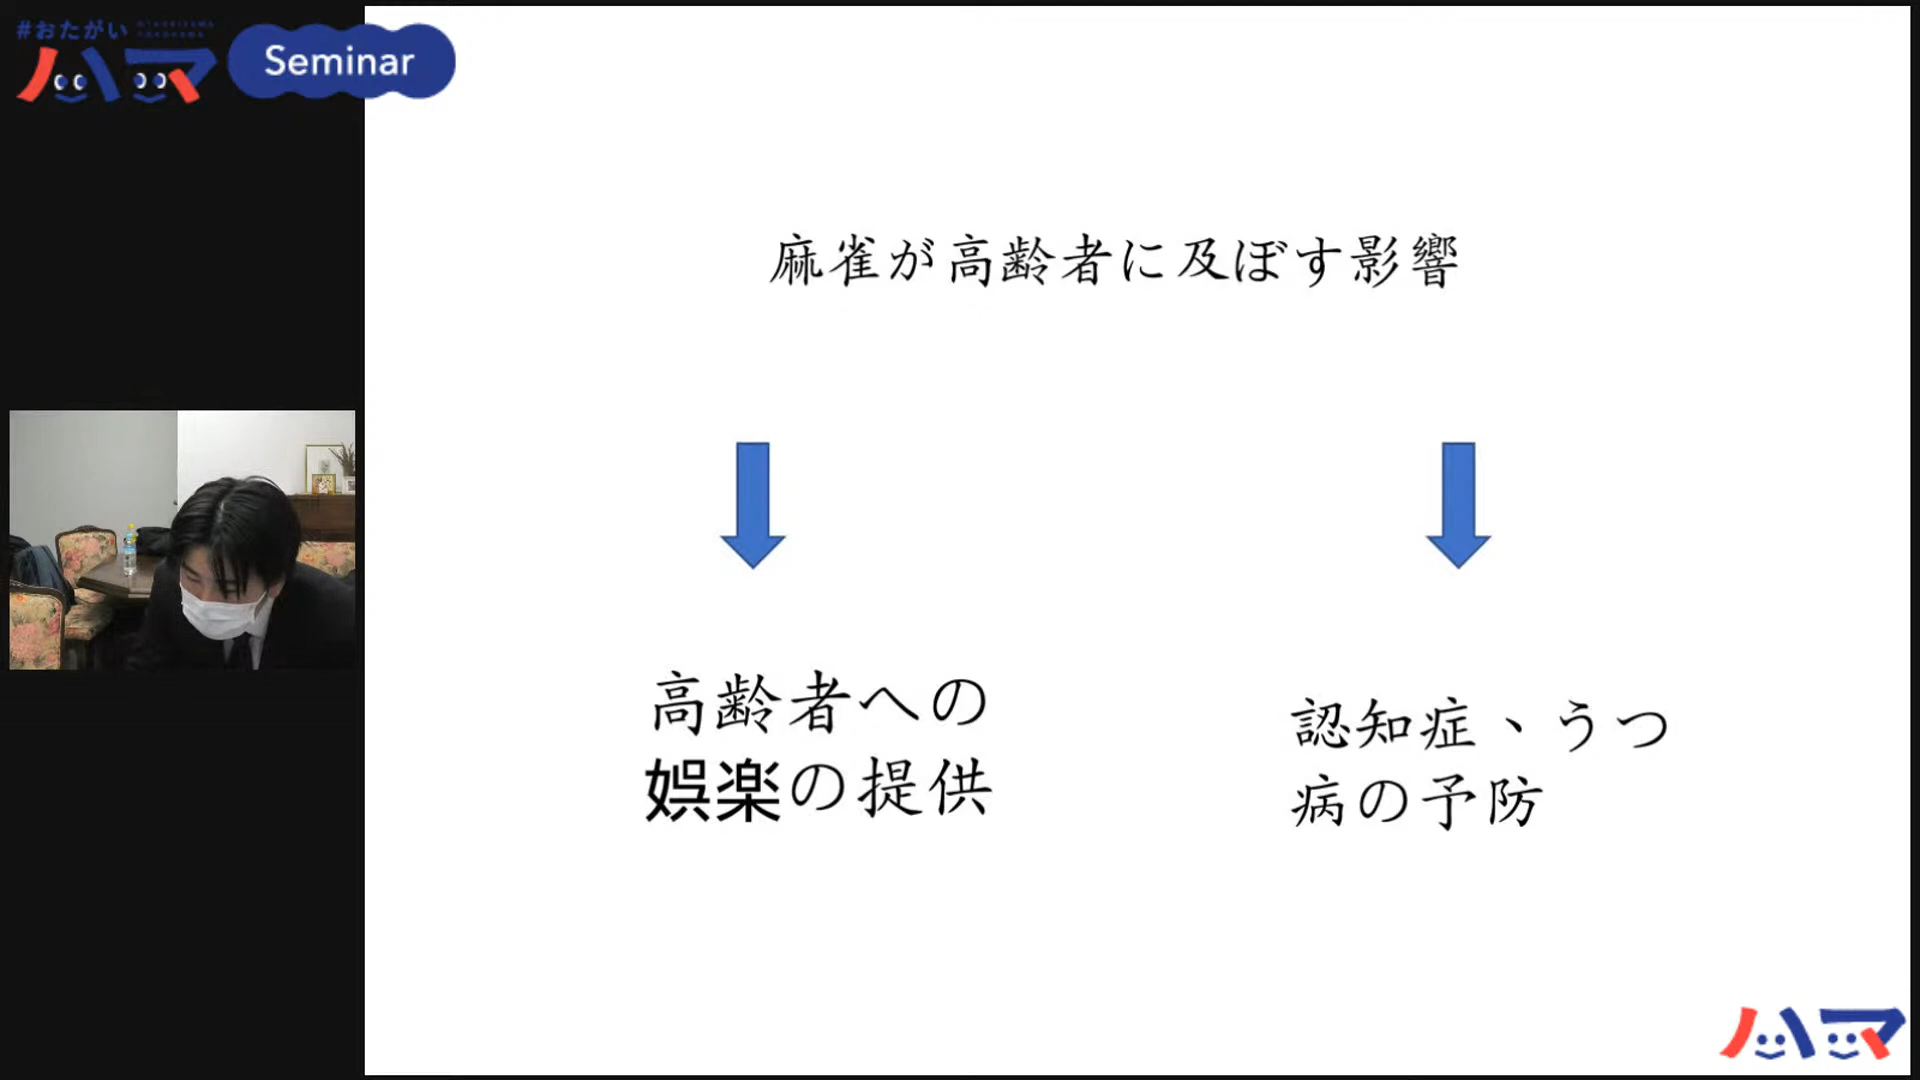 #おたがい
ハマ
Seminar
麻雀が高齢者に及ぼす影響
高齢者への
娯楽の提供
認知症、うつ
病の予防
ハマ